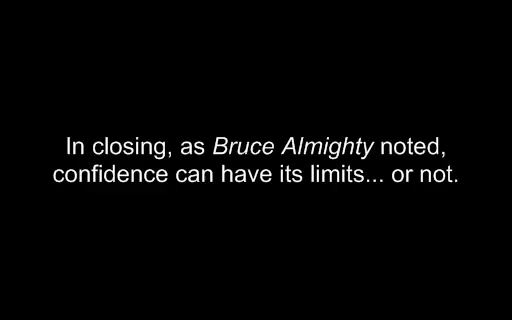 In closing, as Bruce Almighty noted,
confidence can have its limits... or not.